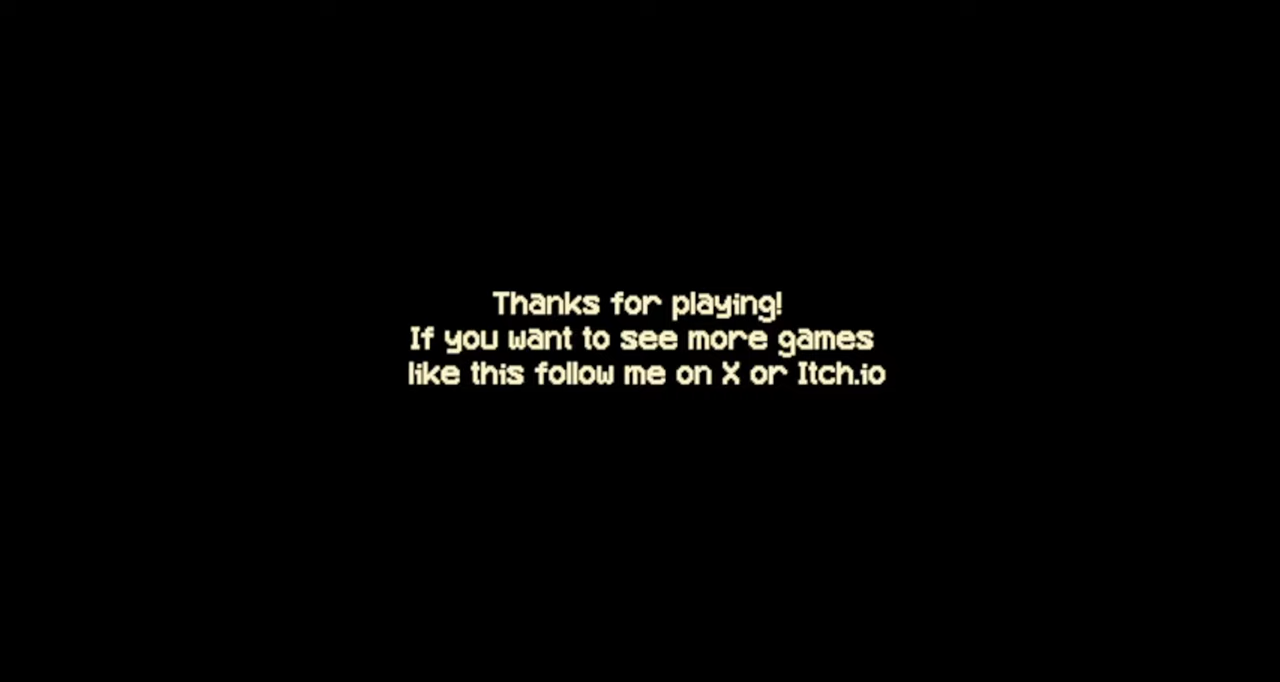 Thanks for playing!
If you want to see more games
like this follow me on X or Itch.io